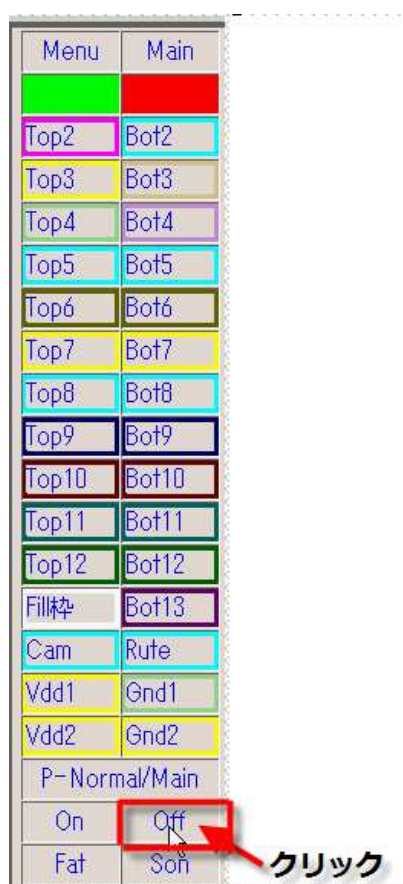 Menu Main
Top2 Bot2
Top3 Bot3
Top4 Bot4
Top5 Bot5
Top6 Bot6
Top7 Bot7
Top8 Bot8
Top9 Bot9
Top10 Bot10
Top11 Bot11
Top12 Bot12
Fill枠 Bot13
Cam Rute
Vdd1 Gnd1
Vdd2 Gnd2
P-Normal/Main
On Off
Fat Son
クリック